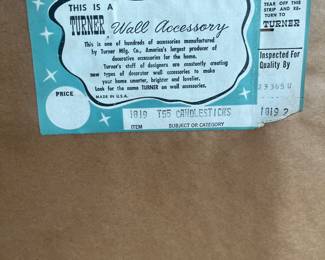 THIS IS A
TURNER Wall Accessory
This is one of hundreds of accessories manufactured
by Turner Mfg. Co., America's largest producer of
decorative accessories for the home.
Turner's staff of designers are constantly creating
new types of decorator wall accessories to make
your home smarter, brighter and lovelier.
Look for the name TURNER on wall accessories.
MADE IN U.S.A.
PRICE
1819 T55 CANDLESTICKS
ITEM SUBJECT OR CATEGORY
TEAR OFF THIS
STRIP AND RE-
TURN TO
TURNER
Inspected For
Quality By
1819